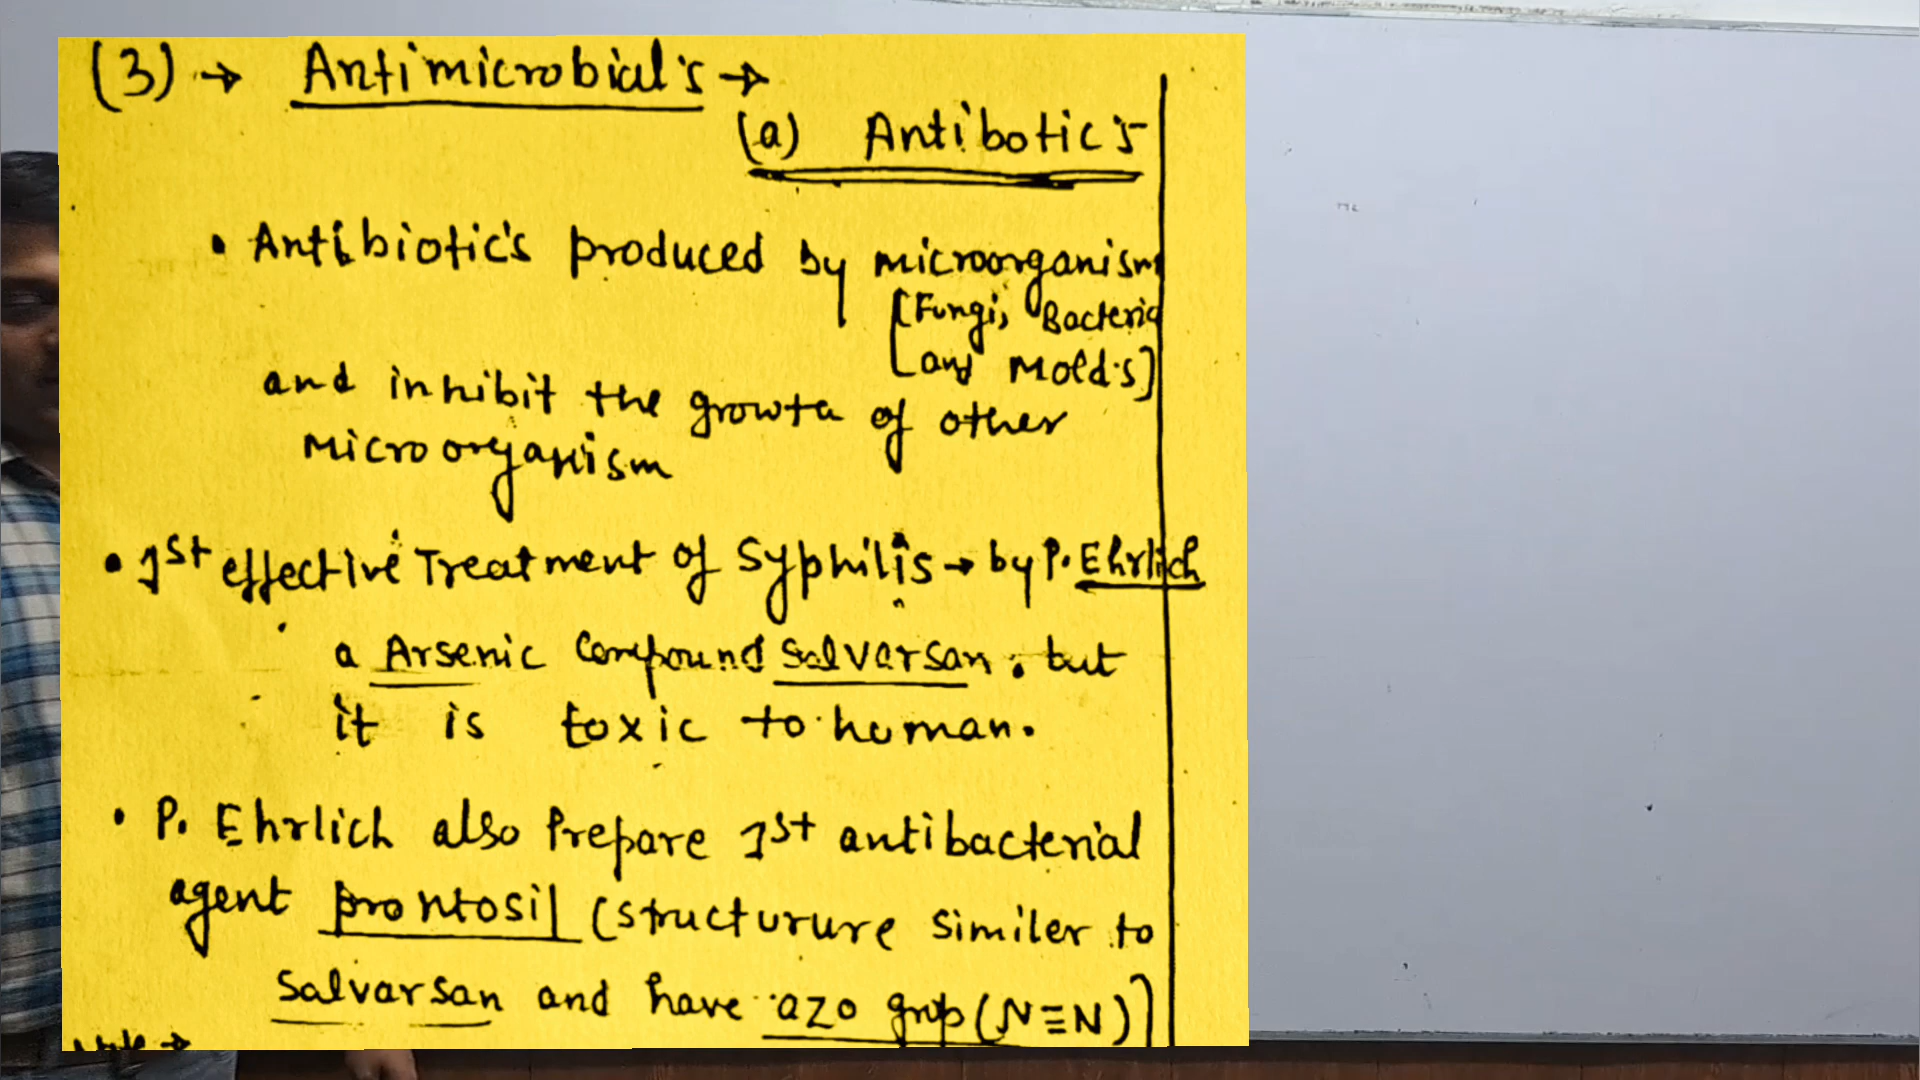 (3) → Antimicrobial's →
(a) Antibotic's
• Antibiotic's produced by microorganism
[Fungi, Bacteria
and Mold's]
and inhibit the growth of other
microorganism
• 1st effective Treatment of Syphilis → by P. Ehrlich
a Arsenic Compound Salvarsan, but
it is toxic to human.
• P. Ehrlich also Prepare 1st antibacterial
agent prontosil (structurure similer to
Salvarsan and have azo grop (N≡N)]